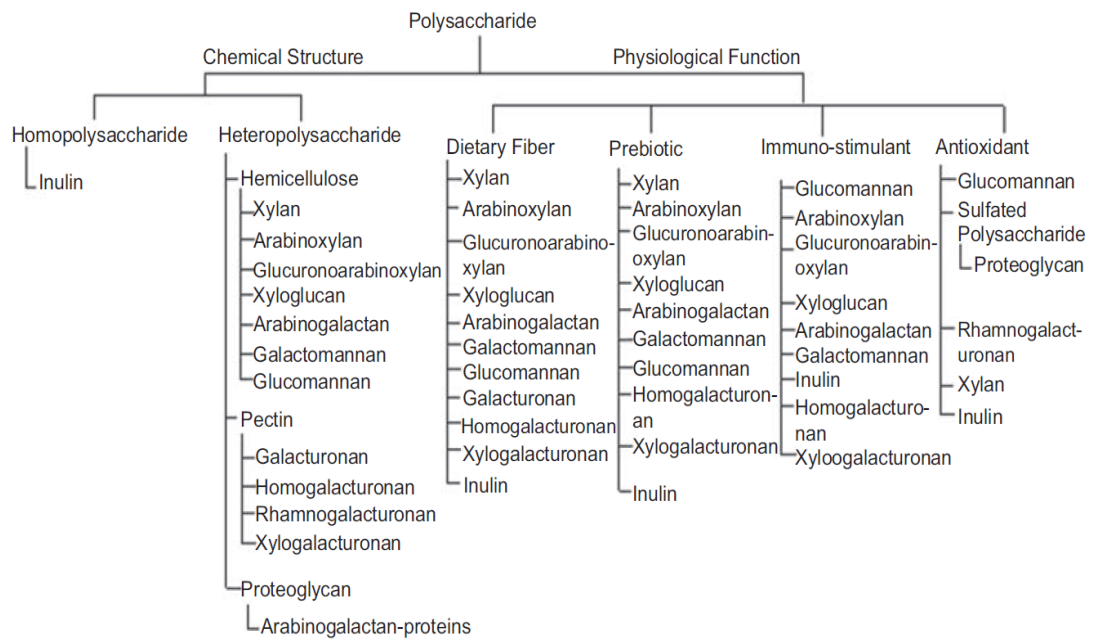 Polysaccharide
Chemical Structure
Physiological Function
Homopolysaccharide
Inulin
Heteropolysaccharide
Hemicellulose
Xylan
Arabinoxylan
Glucuronoarabinoxylan
Xyloglucan
Arabinogalactan
Galactomannan
Glucomannan
Pectin
Galacturonan
Homogalacturonan
Rhamnogalacturonan
Xylogalacturonan
Proteoglycan
Arabinogalactan-proteins
Dietary Fiber
Xylan
Arabinoxylan
Glucuronoarabino-
xylan
Xyloglucan
Arabinogalactan
Galactomannan
Glucomannan
Galacturonan
Homogalacturonan
Xylogalacturonan
Inulin
Prebiotic
Xylan
Arabinoxylan
Glucuronoarabin-
oxylan
Xyloglucan
Arabinogalactan
Galactomannan
Glucomannan
Homogalacturon-
an
Xylogalacturonan
Inulin
Immuno-stimulant
Glucomannan
Arabinoxylan
Glucuronoarabin-
oxylan
Xyloglucan
Arabinogalactan
Galactomannan
Inulin
Homogalacturo-
nan
Xyloogalacturonan
Antioxidant
Glucomannan
Sulfated
Polysaccharide
Proteoglycan
Rhamnogalact-
uronan
Xylan
Inulin